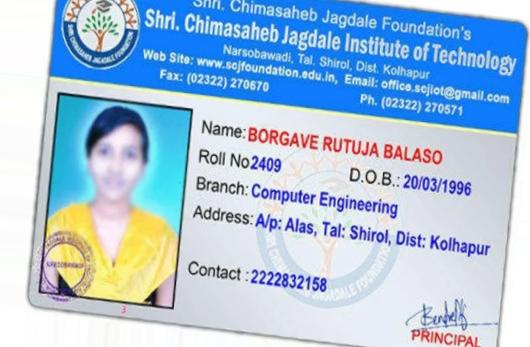 Shri. Chimasaheb Jagdale Foundation's
Shri. Chimasaheb Jagdale Institute of Technology
Narsobawadi, Tal. Shirol, Dist. Kolhapur
Web Site: www.scjfoundation.edu.in, Email: office.scjiot@gmail.com
Fax: (02322) 270670 Ph. (02322) 270571
Name: BORGAVE RUTUJA BALASO
Roll No 2409 D.O.B.: 20/03/1996
Branch: Computer Engineering
Address: A/p: Alas, Tal: Shirol, Dist: Kolhapur
Contact : 2222832158
3
PRINCIPAL